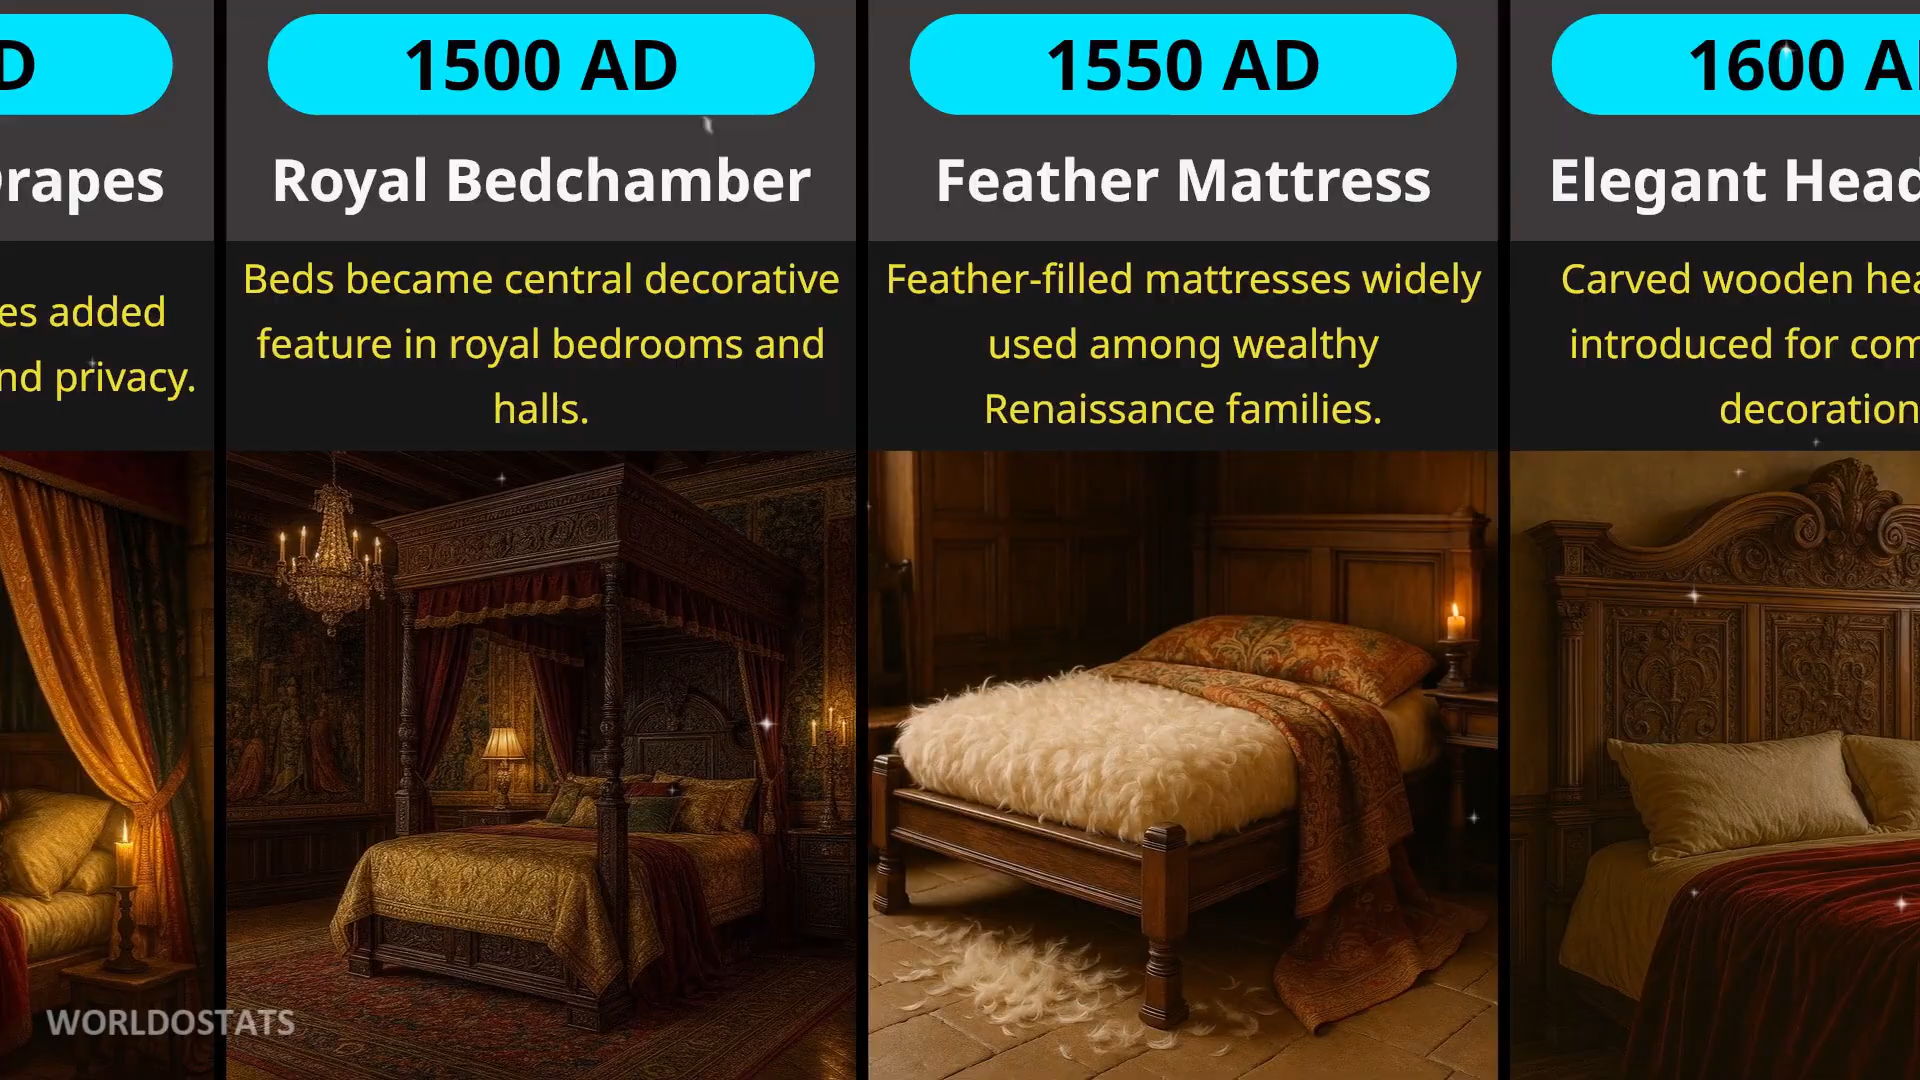 D
rapes
es added
nd privacy.
1500 AD
Royal Bedchamber
Beds became central decorative
feature in royal bedrooms and
halls.
1550 AD
Feather Mattress
Feather-filled mattresses widely
used among wealthy
Renaissance families.
1600 A
Elegant Head
Carved wooden hea
introduced for com
decoration
WORLDOSTATS